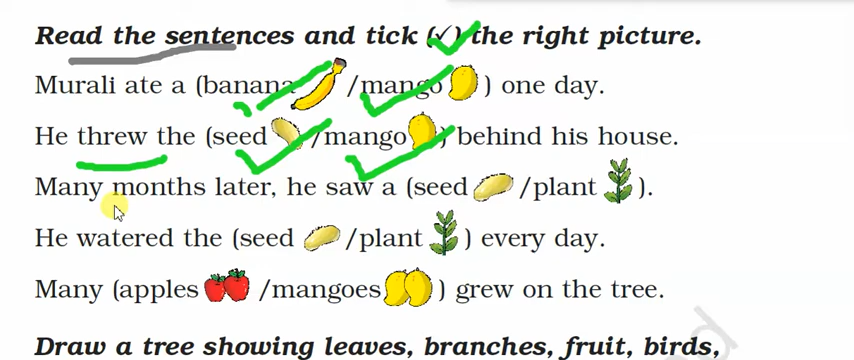 Read the sentences and tick (✓) the right picture.
Murali ate a (banana /mango ) one day.
He threw the (seed /mango ) behind his house.
Many months later, he saw a (seed /plant ).
He watered the (seed /plant ) every day.
Many (apples /mangoes ) grew on the tree.
Draw a tree showing leaves, branches, fruit, birds,